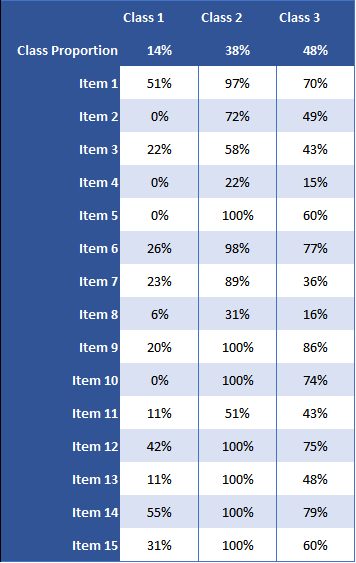 Class 1 Class 2 Class 3
Class Proportion 14% 38% 48%
Item 1 51% 97% 70%
Item 2 0% 72% 49%
Item 3 22% 58% 43%
Item 4 0% 22% 15%
Item 5 0% 100% 60%
Item 6 26% 98% 77%
Item 7 23% 89% 36%
Item 8 6% 31% 16%
Item 9 20% 100% 86%
Item 10 0% 100% 74%
Item 11 11% 51% 43%
Item 12 42% 100% 75%
Item 13 11% 100% 48%
Item 14 55% 100% 79%
Item 15 31% 100% 60%